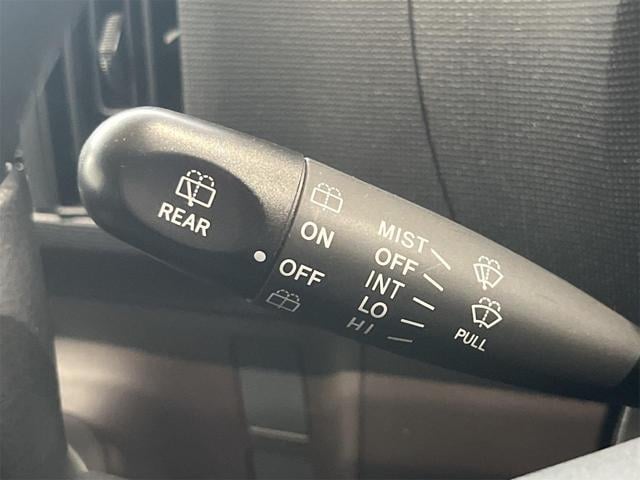 REAR
ON
OFF
MIST
OFF
INT
LO
HI
PULL